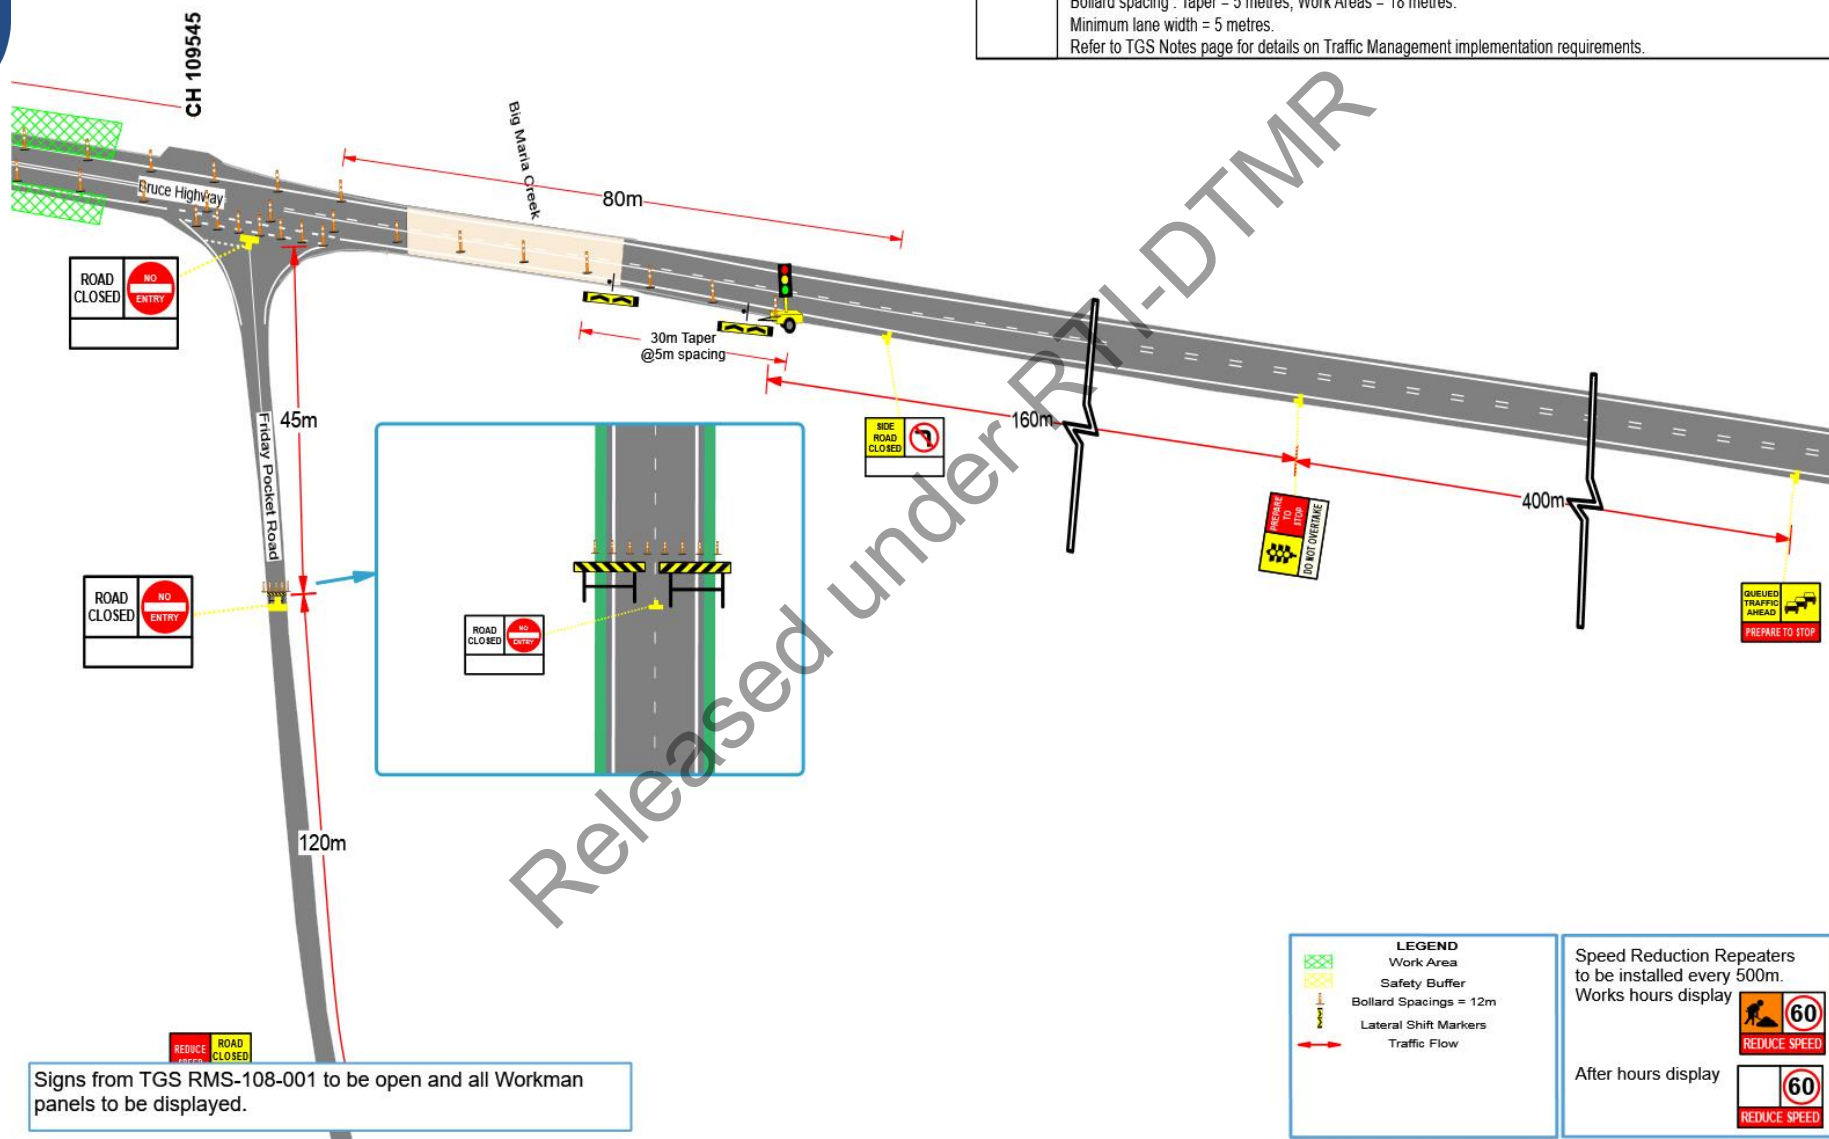 Bollard spacing : Taper = 5 metres, Work Areas = 18 metres.
Minimum lane width = 5 metres.
Refer to TGS Notes page for details on Traffic Management implementation requirements.
CH 109545
Big Maria Creek
Bruce Highway
80m
ROAD
CLOSED
NO
ENTRY
30m Taper
@5m spacing
45m
160m
SIDE
ROAD
CLOSED
Friday Pocket Road
400m
PREPARE
TO
STOP
DO NOT OVERTAKE
ROAD
CLOSED
NO
ENTRY
ROAD
CLOSED
NO
ENTRY
QUEUED
TRAFFIC
AHEAD
PREPARE TO STOP
120m
Released under RTI-DTMR
REDUCE
SPEED
ROAD
CLOSED
Signs from TGS RMS-108-001 to be open and all Workman
panels to be displayed.
LEGEND
Work Area
Safety Buffer
Bollard Spacings = 12m
Lateral Shift Markers
Traffic Flow
Speed Reduction Repeaters
to be installed every 500m.
Works hours display
60
REDUCE SPEED
After hours display
60
REDUCE SPEED